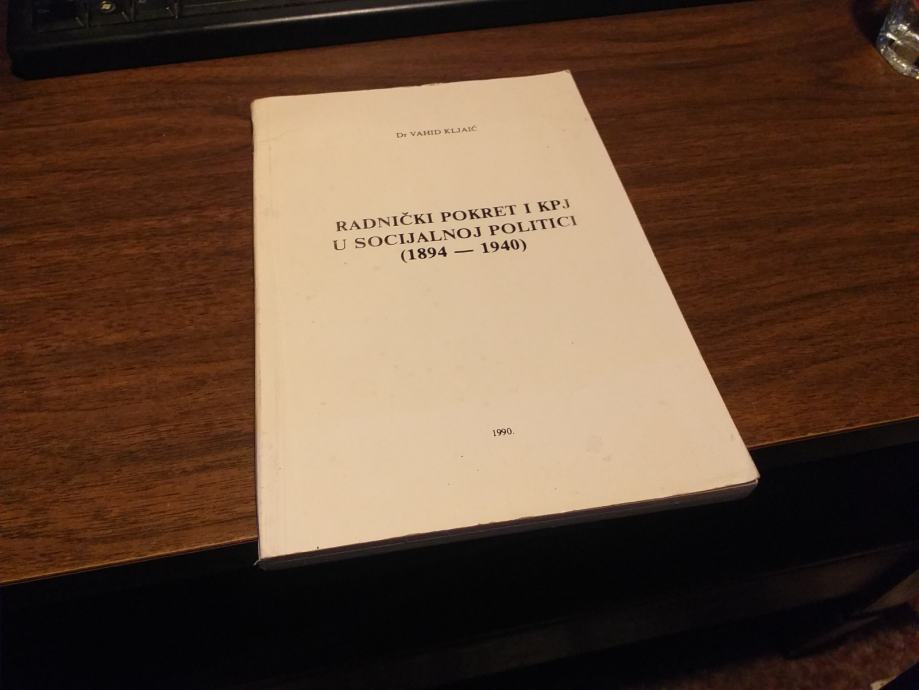 Dr VAHID KLJAIĆ
RADNIČKI POKRET I KPJ
U SOCIJALNOJ POLITICI
(1894 — 1940)
1990.